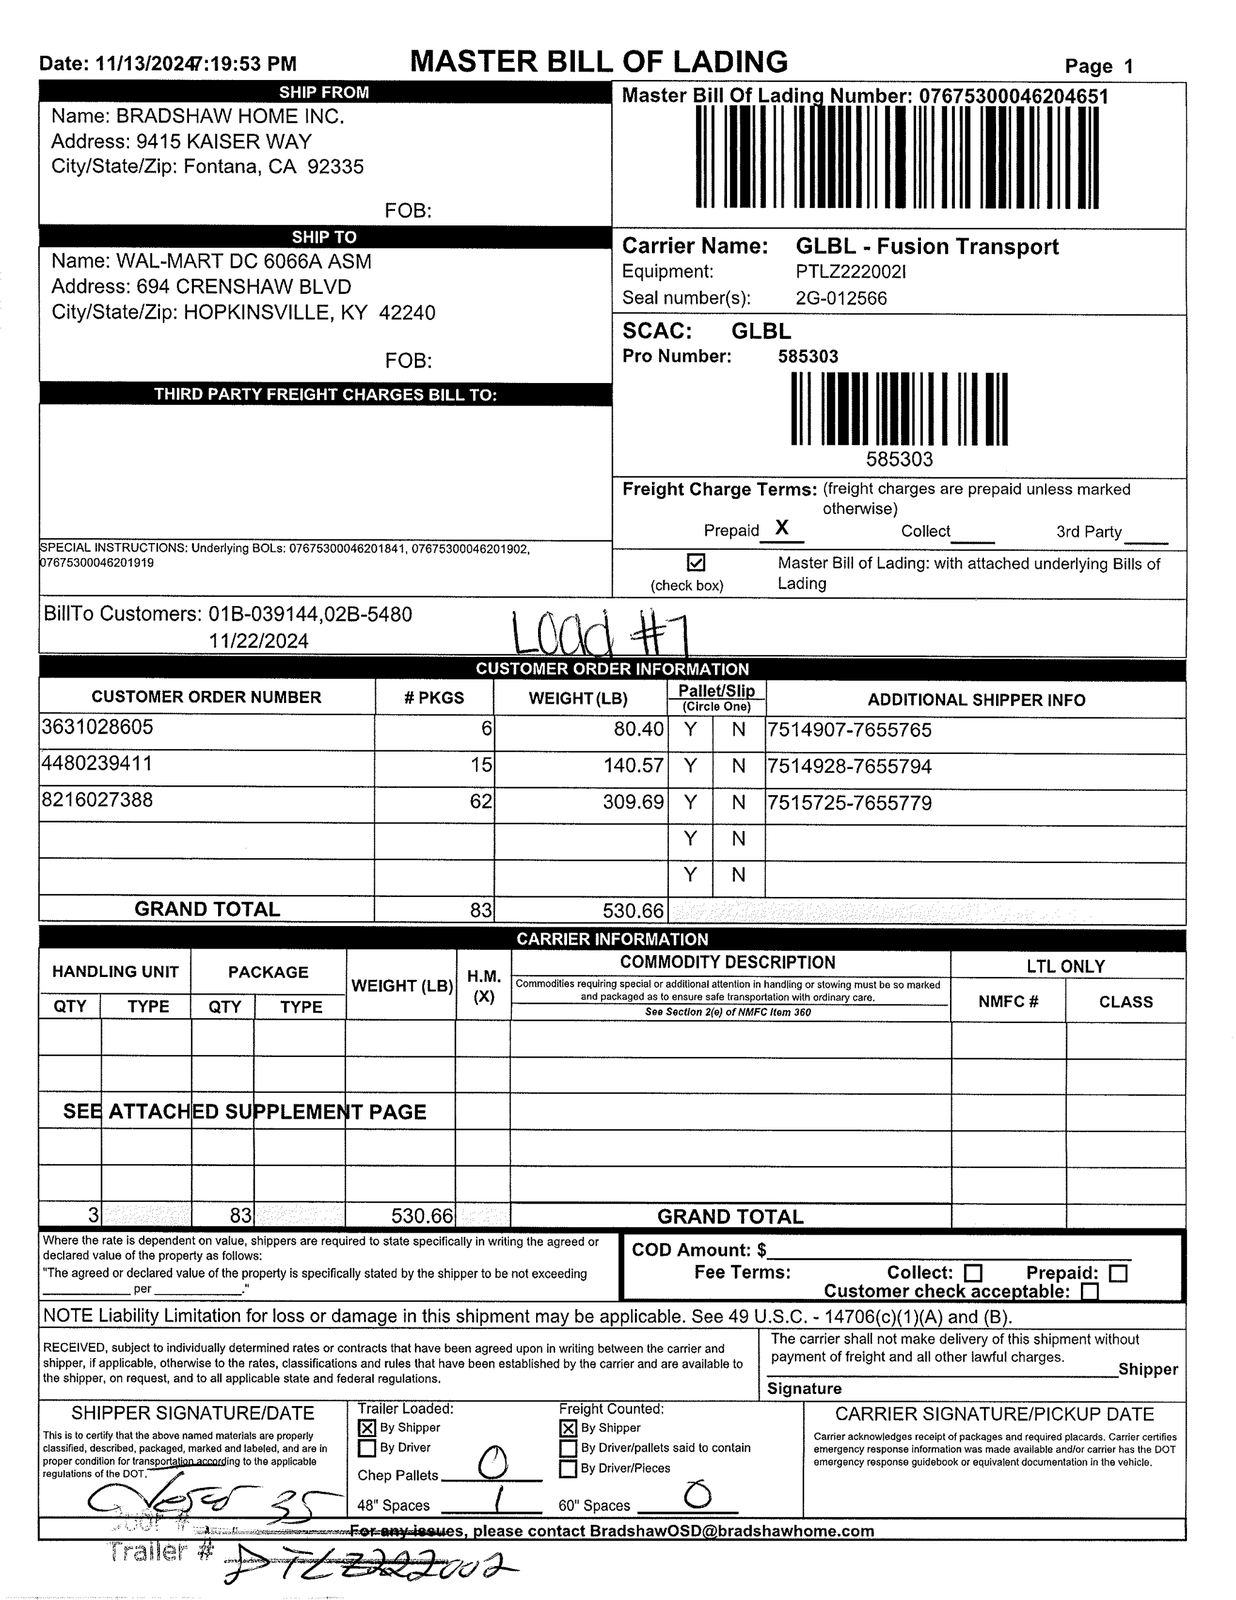 Date: 11/13/2024 7:19:53 PM
MASTER BILL OF LADING
Page 1
SHIP FROM
Name: BRADSHAW HOME INC.
Address: 9415 KAISER WAY
City/State/Zip: Fontana, CA 92335
FOB:
Master Bill Of Lading Number: 07675300046204651
SHIP TO
Name: WAL-MART DC 6066A ASM
Address: 694 CRENSHAW BLVD
City/State/Zip: HOPKINSVILLE, KY 42240
FOB:
Carrier Name: GLBL - Fusion Transport
Equipment: PTLZ222002I
Seal number(s): 2G-012566
SCAC: GLBL
Pro Number: 585303
585303
THIRD PARTY FREIGHT CHARGES BILL TO:
Freight Charge Terms: (freight charges are prepaid unless marked
otherwise)
Prepaid X Collect 3rd Party
SPECIAL INSTRUCTIONS: Underlying BOLs: 07675300046201841, 07675300046201902,
07675300046201919
(check box)
Master Bill of Lading: with attached underlying Bills of
Lading
BillTo Customers: 01B-039144,02B-5480
11/22/2024
Load #7
CUSTOMER ORDER INFORMATION
CUSTOMER ORDER NUMBER # PKGS WEIGHT (LB) Pallet/Slip (Circle One) ADDITIONAL SHIPPER INFO
3631028605 6 80.40 Y N 7514907-7655765
4480239411 15 140.57 Y N 7514928-7655794
8216027388 62 309.69 Y N 7515725-7655779
Y N
Y N
GRAND TOTAL 83 530.66
CARRIER INFORMATION
HANDLING UNIT PACKAGE WEIGHT (LB) H.M. (X) COMMODITY DESCRIPTION LTL ONLY
Commodities requiring special or additional attention in handling or stowing must be so marked
and packaged as to ensure safe transportation with ordinary care.
See Section 2(e) of NMFC Item 360
QTY TYPE QTY TYPE NMFC # CLASS
SEE ATTACHED SUPPLEMENT PAGE
3 83 530.66 GRAND TOTAL
Where the rate is dependent on value, shippers are required to state specifically in writing the agreed or
declared value of the property as follows:
"The agreed or declared value of the property is specifically stated by the shipper to be not exceeding
____________ per ____________."
COD Amount: $
Fee Terms: Collect: Prepaid:
Customer check acceptable:
NOTE Liability Limitation for loss or damage in this shipment may be applicable. See 49 U.S.C. - 14706(c)(1)(A) and (B).
RECEIVED, subject to individually determined rates or contracts that have been agreed upon in writing between the carrier and
shipper, if applicable, otherwise to the rates, classifications and rules that have been established by the carrier and are available to
the shipper, on request, and to all applicable state and federal regulations.
The carrier shall not make delivery of this shipment without
payment of freight and all other lawful charges.
Shipper
Signature
SHIPPER SIGNATURE/DATE
This is to certify that the above named materials are properly
classified, described, packaged, marked and labeled, and are in
proper condition for transportation according to the applicable
regulations of the DOT.
35
Trailer Loaded:
X By Shipper
By Driver
Chep Pallets 0
48" Spaces 1
Freight Counted:
X By Shipper
By Driver/pallets said to contain
By Driver/Pieces
60" Spaces 0
CARRIER SIGNATURE/PICKUP DATE
Carrier acknowledges receipt of packages and required placards. Carrier certifies
emergency response information was made available and/or carrier has the DOT
emergency response guidebook or equivalent documentation in the vehicle.
For any issues, please contact BradshawOSD@bradshawhome.com
Trailer # PTLZ222002